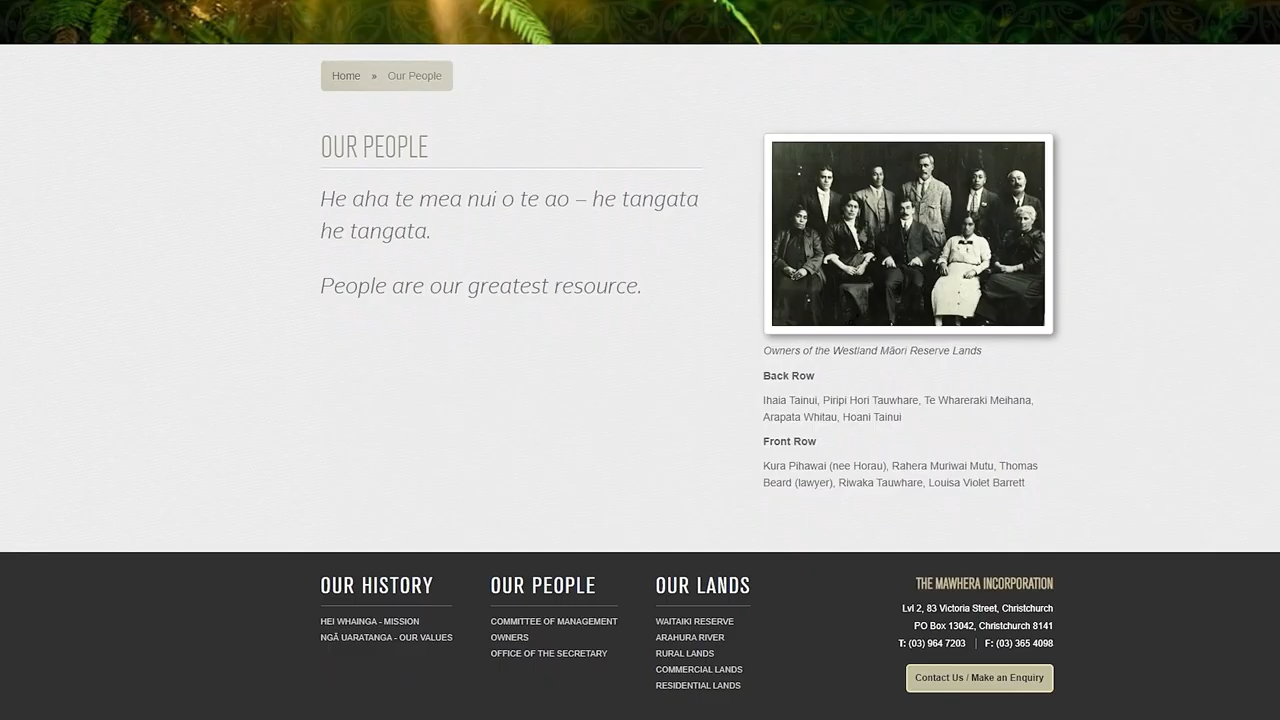 Home » Our People
OUR PEOPLE
He aha te mea nui o te ao – he tangata
he tangata.
People are our greatest resource.
Owners of the Westland Māori Reserve Lands
Back Row
Ihaia Tainui, Piripi Hori Tauwhare, Te Whareraki Meihana,
Arapata Whitau, Hoani Tainui
Front Row
Kura Pihawai (nee Horau), Rahera Muriwai Mutu, Thomas
Beard (lawyer), Riwaka Tauwhare, Louisa Violet Barrett
OUR HISTORY
HEI WHAINGA - MISSION
NGĀ UARATANGA - OUR VALUES
OUR PEOPLE
COMMITTEE OF MANAGEMENT
OWNERS
OFFICE OF THE SECRETARY
OUR LANDS
WAITAIKI RESERVE
ARAHURA RIVER
RURAL LANDS
COMMERCIAL LANDS
RESIDENTIAL LANDS
THE MAWHERA INCORPORATION
Lvl 2, 83 Victoria Street, Christchurch
PO Box 13042, Christchurch 8141
T: (03) 964 7203 | F: (03) 365 4098
Contact Us / Make an Enquiry